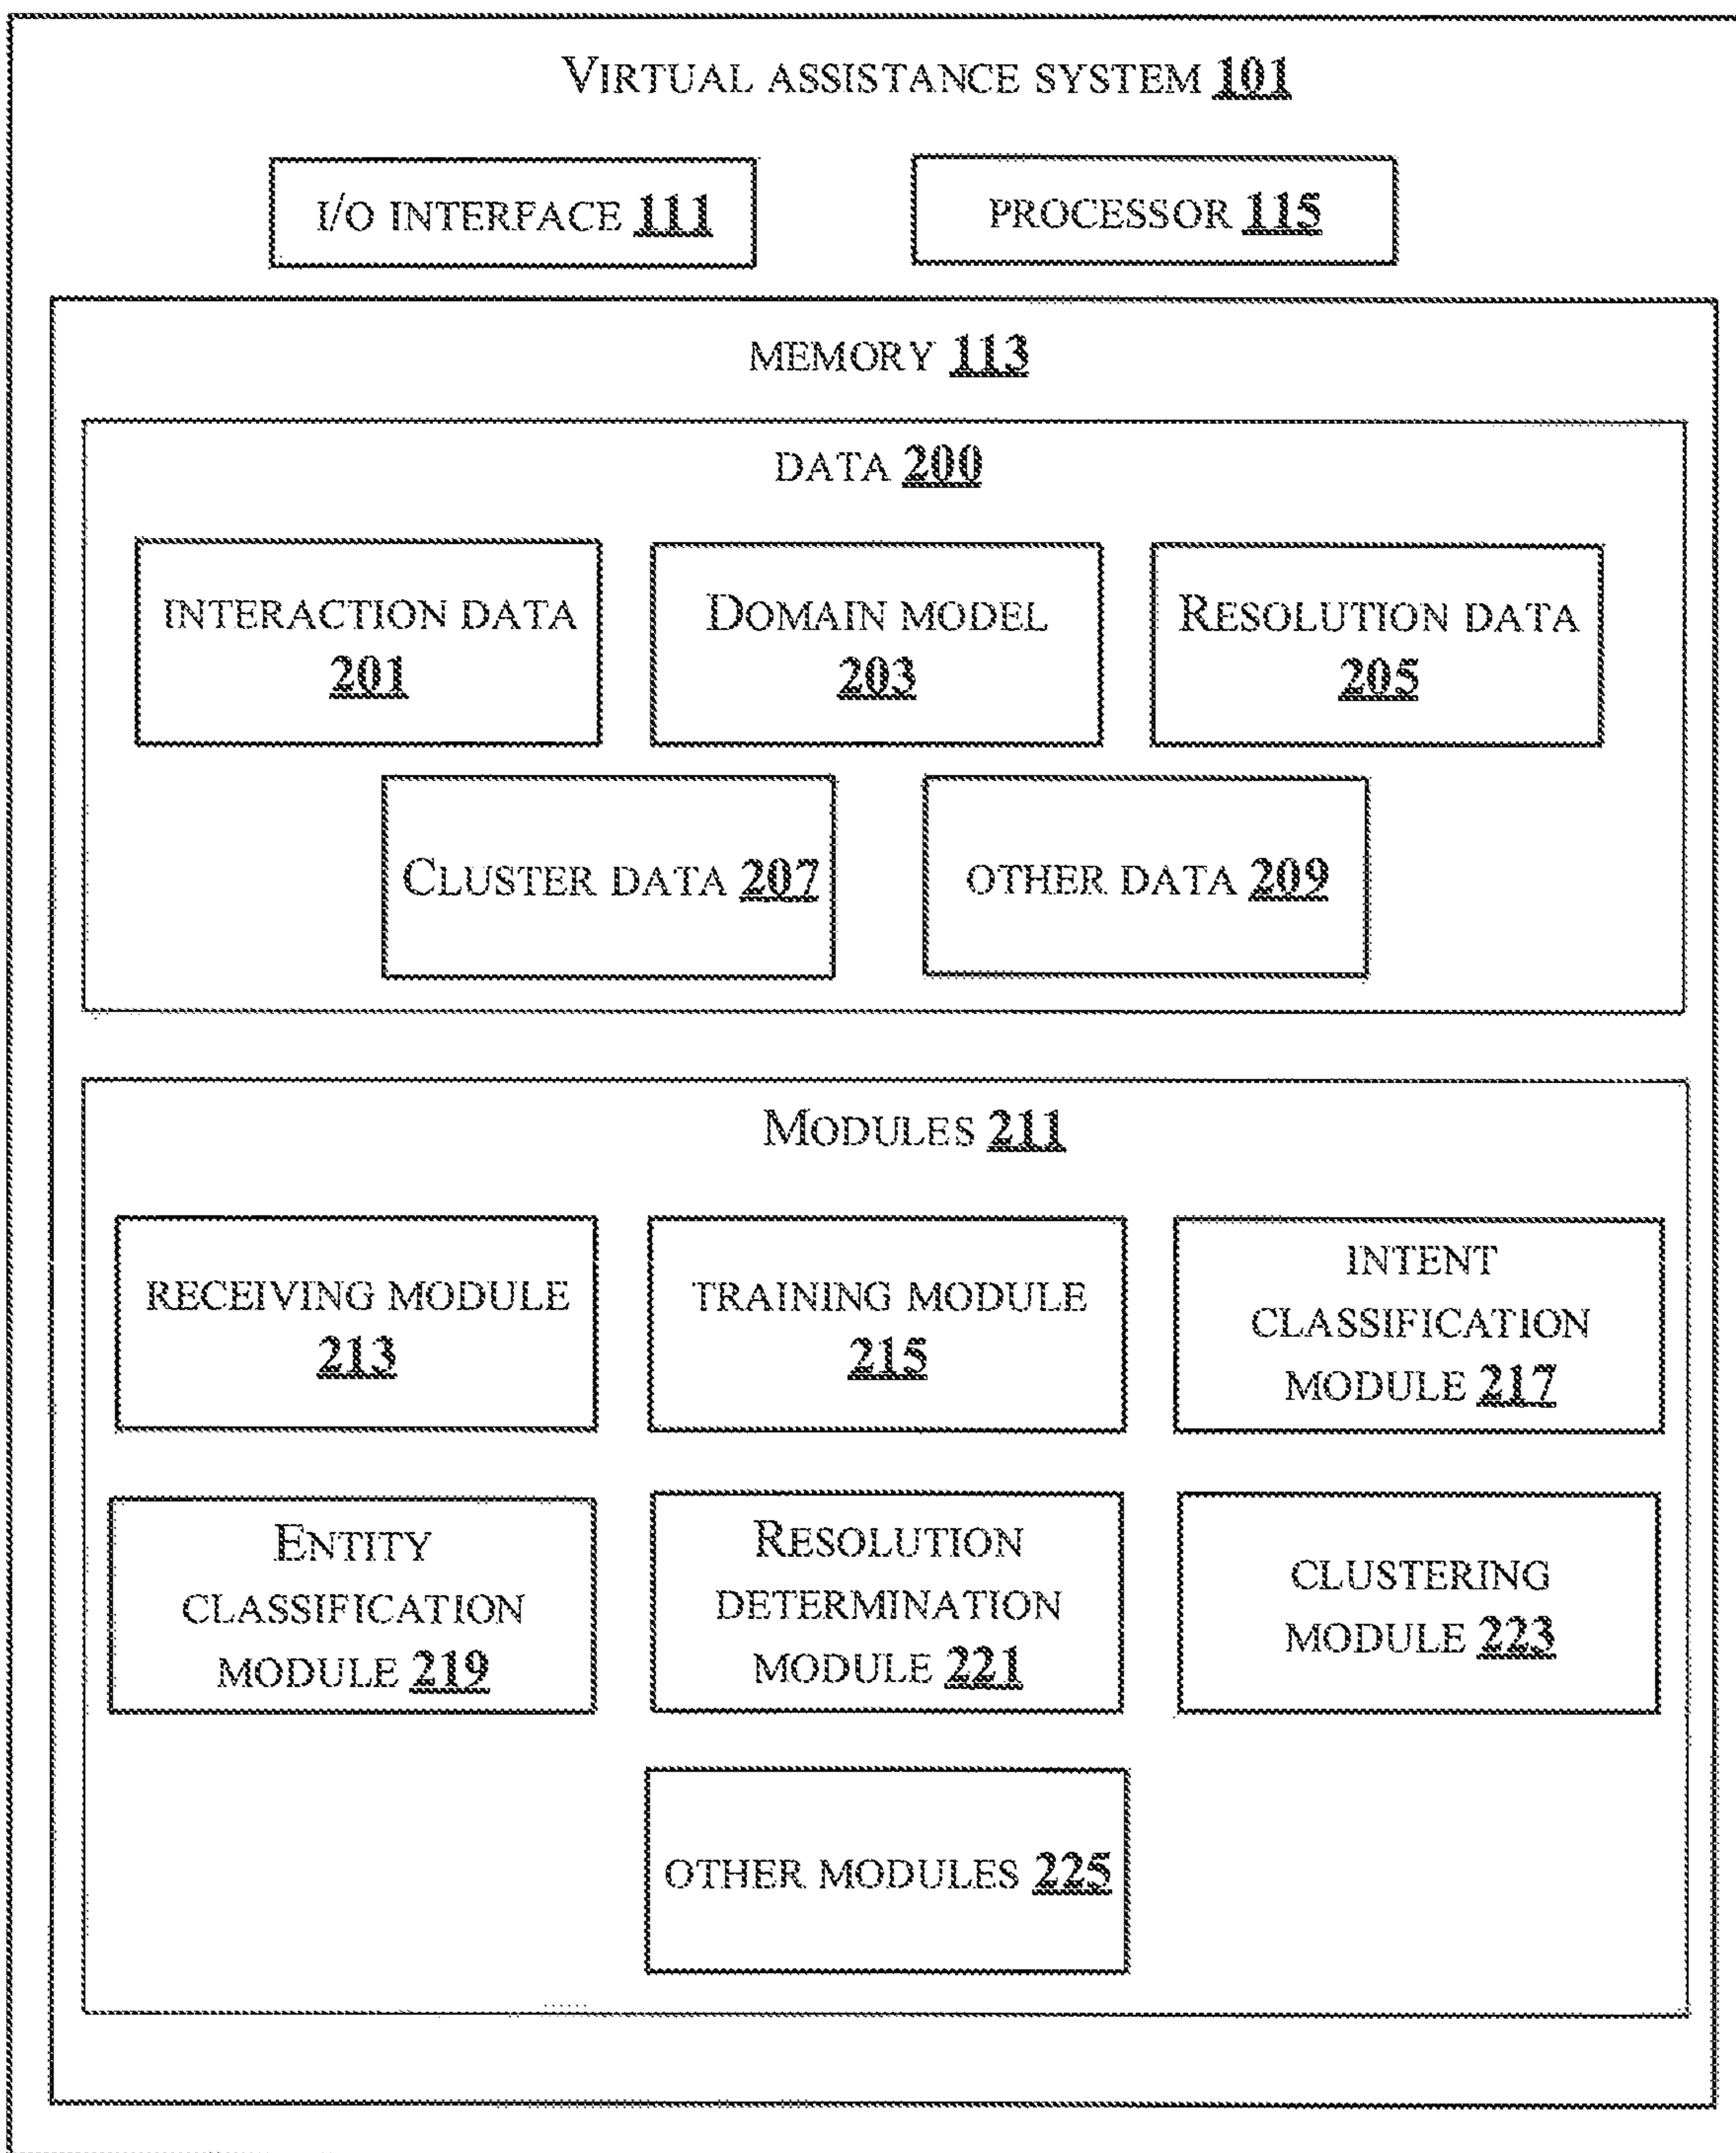 VIRTUAL ASSISTANCE SYSTEM 101
I/O INTERFACE 111
PROCESSOR 115
MEMORY 113
DATA 200
INTERACTION DATA
201
DOMAIN MODEL
203
RESOLUTION DATA
205
CLUSTER DATA 207
OTHER DATA 209
MODULES 211
RECEIVING MODULE
213
TRAINING MODULE
215
INTENT
CLASSIFICATION
MODULE 217
ENTITY
CLASSIFICATION
MODULE 219
RESOLUTION
DETERMINATION
MODULE 221
CLUSTERING
MODULE 223
OTHER MODULES 225